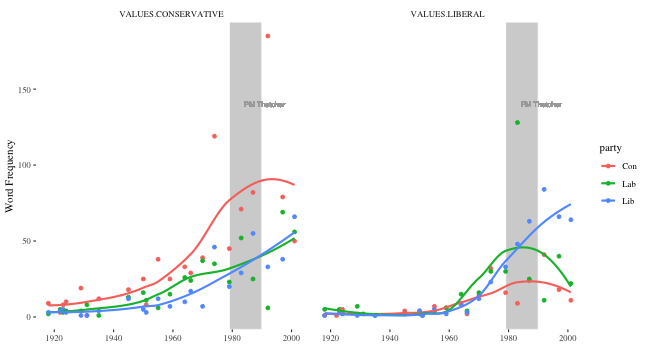 VALUES.CONSERVATIVE
VALUES.LIBERAL
Word Frequency
150
100
50
0
PM Thatcher
PM Thatcher
1920
1940
1960
1980
2000
1920
1940
1960
1980
2000
party
Con
Lab
Lib